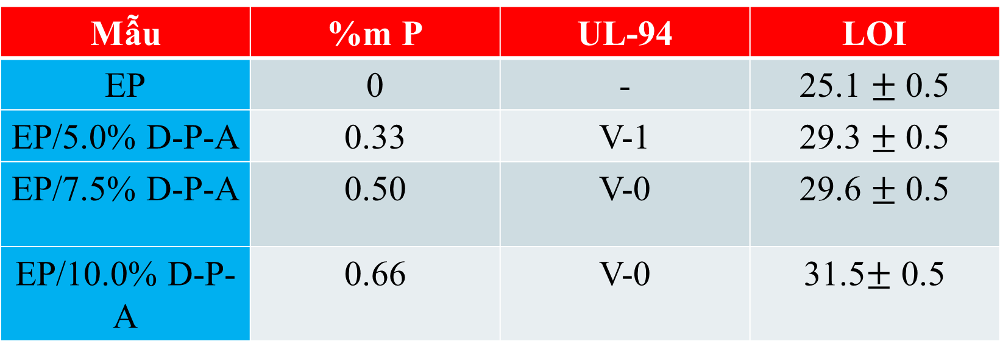 Mẫu %m P UL-94 LOI
EP 0 - 25.1 ± 0.5
EP/5.0% D-P-A 0.33 V-1 29.3 ± 0.5
EP/7.5% D-P-A 0.50 V-0 29.6 ± 0.5
EP/10.0% D-P- 0.66 V-0 31.5± 0.5
A